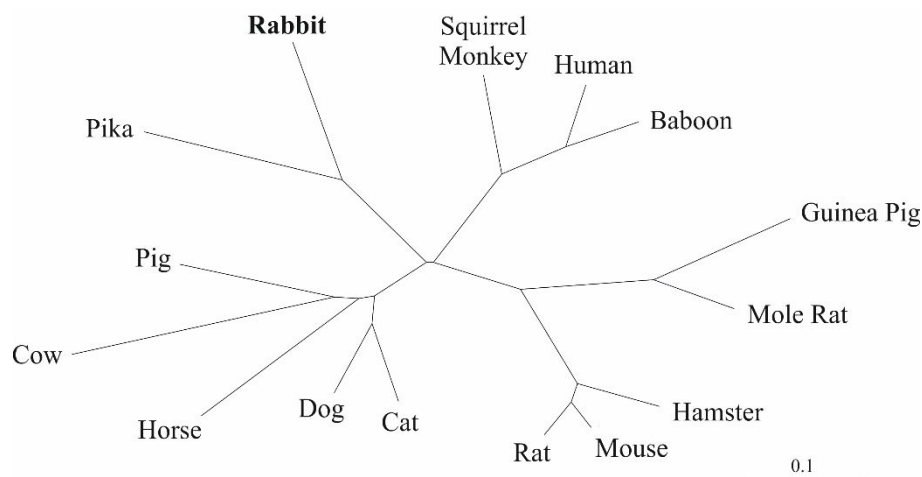 Rabbit
Squirrel
Monkey
Human
Baboon
Pika
Guinea Pig
Pig
Mole Rat
Cow
Horse
Dog
Cat
Hamster
Rat
Mouse
0.1